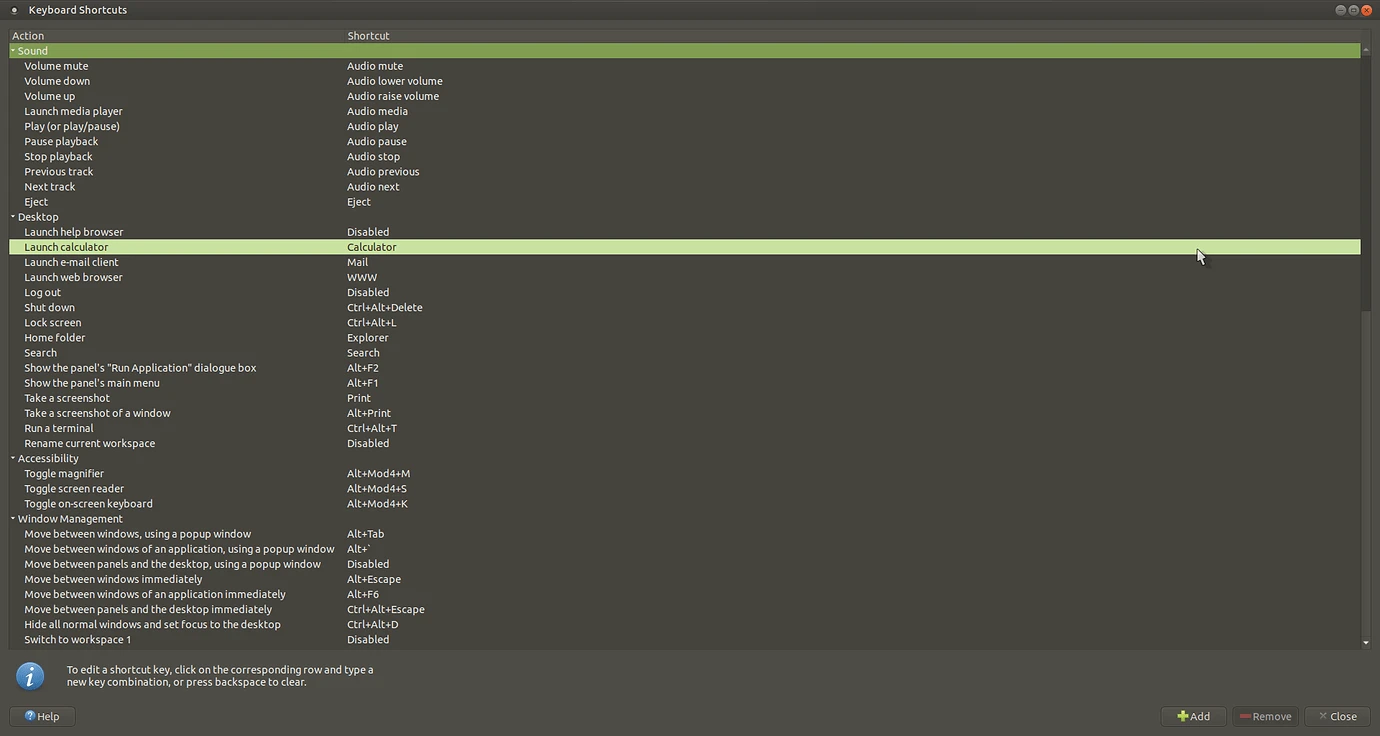 Keyboard Shortcuts
Action Shortcut
Sound
Volume mute Audio mute
Volume down Audio lower volume
Volume up Audio raise volume
Launch media player Audio media
Play (or play/pause) Audio play
Pause playback Audio pause
Stop playback Audio stop
Previous track Audio previous
Next track Audio next
Eject Eject
Desktop
Launch help browser Disabled
Launch calculator Calculator
Launch e-mail client Mail
Launch web browser WWW
Log out Disabled
Shut down Ctrl+Alt+Delete
Lock screen Ctrl+Alt+L
Home folder Explorer
Search Search
Show the panel's "Run Application" dialogue box Alt+F2
Show the panel's main menu Alt+F1
Take a screenshot Print
Take a screenshot of a window Alt+Print
Run a terminal Ctrl+Alt+T
Rename current workspace Disabled
Accessibility
Toggle magnifier Alt+Mod4+M
Toggle screen reader Alt+Mod4+S
Toggle on-screen keyboard Alt+Mod4+K
Window Management
Move between windows, using a popup window Alt+Tab
Move between windows of an application, using a popup window Alt+`
Move between panels and the desktop, using a popup window Disabled
Move between windows immediately Alt+Escape
Move between windows of an application immediately Alt+F6
Move between panels and the desktop immediately Ctrl+Alt+Escape
Hide all normal windows and set focus to the desktop Ctrl+Alt+D
Switch to workspace 1 Disabled
To edit a shortcut key, click on the corresponding row and type a
new key combination, or press backspace to clear.
Help Add Remove Close